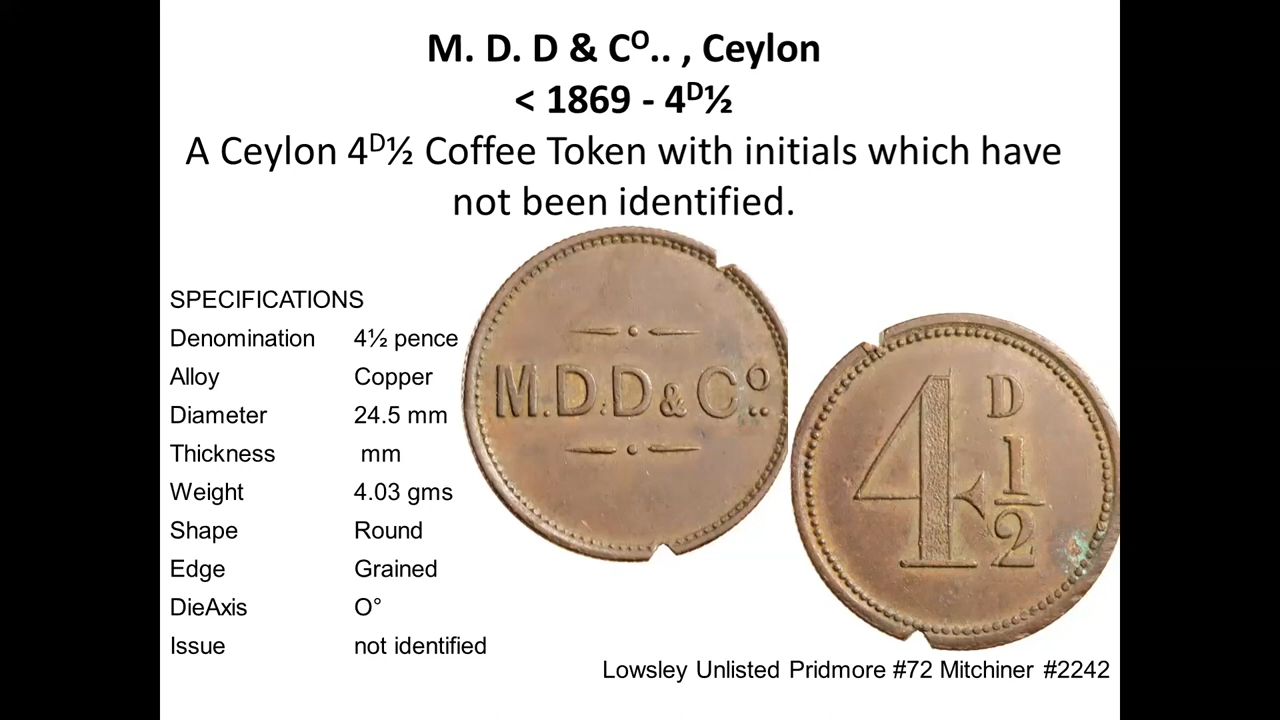 M. D. D & Cᴼ.. , Ceylon
< 1869 - 4ᴰ½
A Ceylon 4ᴰ½ Coffee Token with initials which have
not been identified.
SPECIFICATIONS
Denomination 4½ pence
Alloy Copper
Diameter 24.5 mm
Thickness mm
Weight 4.03 gms
Shape Round
Edge Grained
DieAxis O°
Issue not identified
M.D.D & Cº..
4ᴰ½
Lowsley Unlisted Pridmore #72 Mitchiner #2242